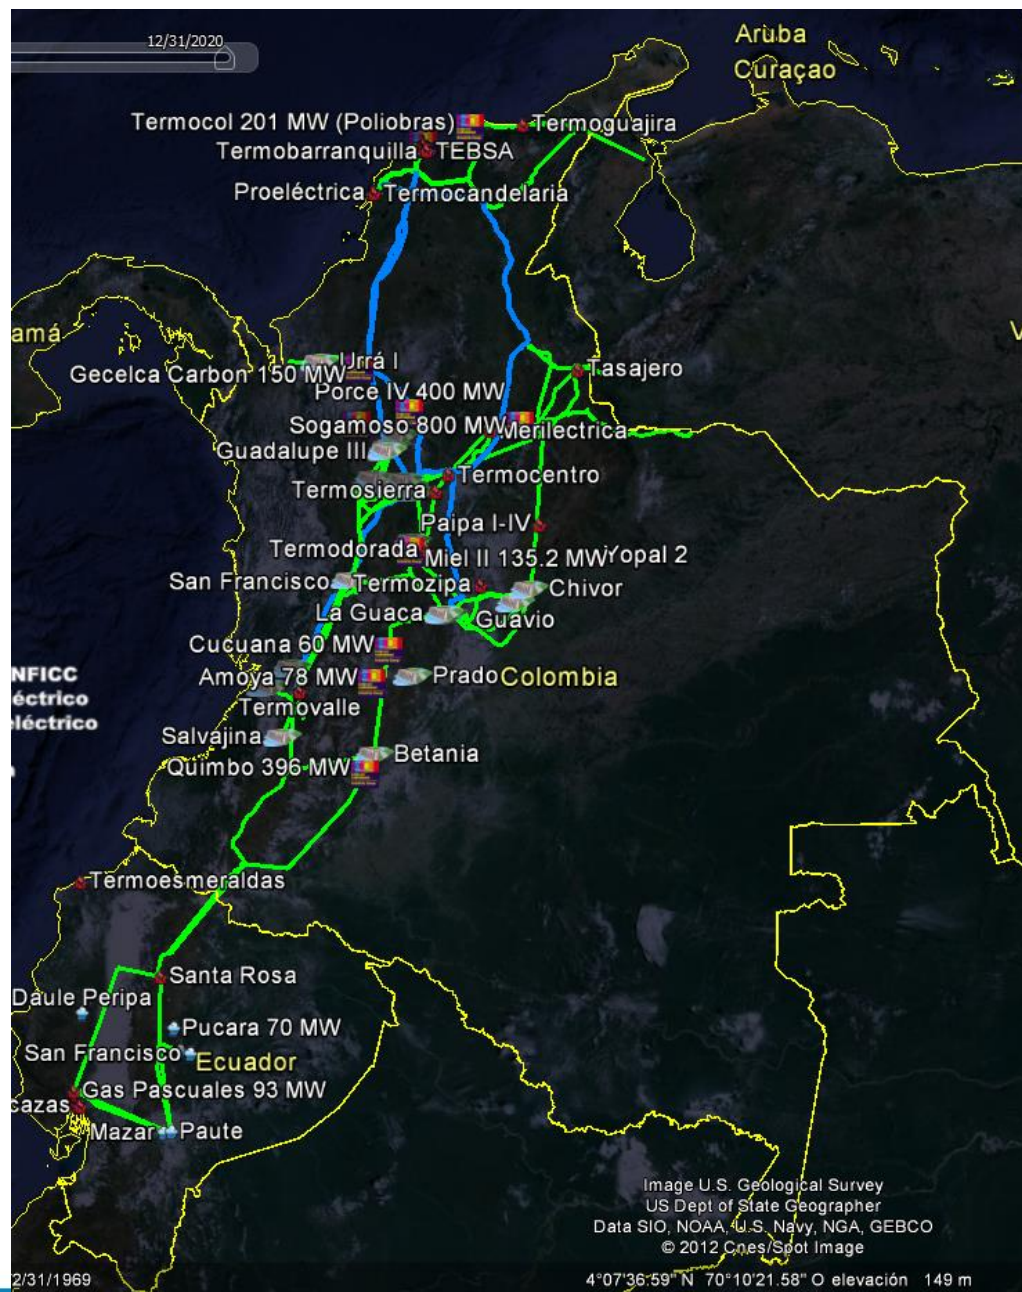 12/31/2020
Aruba
Curaçao
Termocol 201 MW (Poliobras)
Termoguajira
Termobarranquilla
TEBSA
Proeléctrica
Termocandelaria
amá
V
Urrá I
Gecelca Carbon 150 MW
Tasajero
Porce IV 400 MW
Sogamoso 800 MW
Merilectrica
Guadalupe III
Termocentro
Termosierra
Paipa I-IV
Termodorada
Miel II 135.2 MW
Yopal 2
San Francisco
Termozipa
Chivor
La Guaca
Guavio
Cucuana 60 MW
NFICC
Amoya 78 MW
Prado
Colombia
éctrico
Termovalle
eléctrico
Salvajina
Betania
Quimbo 396 MW
Termoesmeraldas
Santa Rosa
Daule Peripa
Pucara 70 MW
San Francisco
Ecuador
Gas Pascuales 93 MW
cazas
Mazar
Paute
Image U.S. Geological Survey
US Dept of State Geographer
Data SIO, NOAA, U.S. Navy, NGA, GEBCO
© 2012 Cnes/Spot Image
2/31/1969
4°07'36.59" N 70°10'21.58" O elevación 149 m